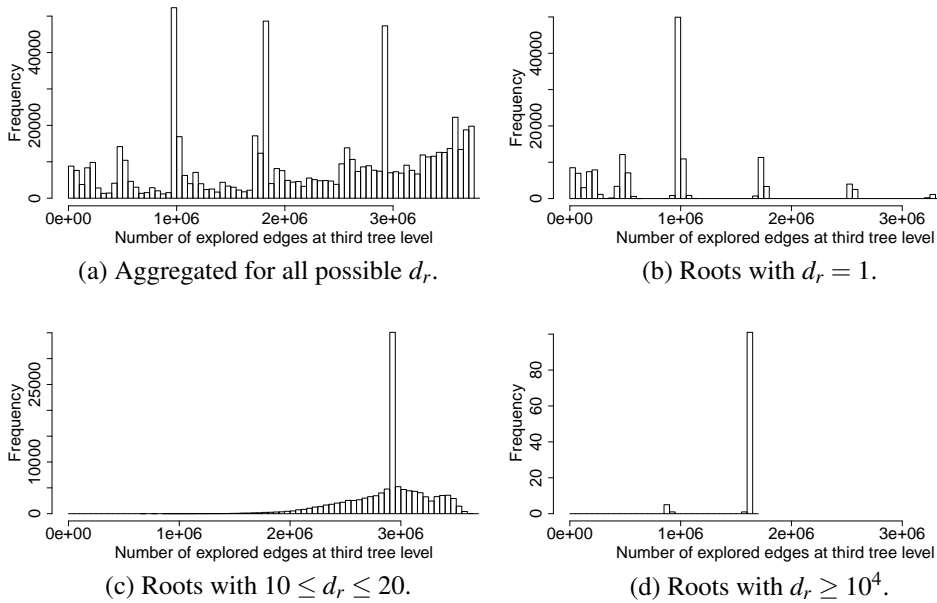 Frequency
0 20000 40000
0e+00 1e+06 2e+06 3e+06
Number of explored edges at third tree level
(a) Aggregated for all possible d_r.
Frequency
0 20000 40000
0e+00 1e+06 2e+06 3e+06
Number of explored edges at third tree level
(b) Roots with d_r = 1.
Frequency
0 10000 25000
0e+00 1e+06 2e+06 3e+06
Number of explored edges at third tree level
(c) Roots with 10 ≤ d_r ≤ 20.
Frequency
0 20 40 60 80
0e+00 1e+06 2e+06 3e+06
Number of explored edges at third tree level
(d) Roots with d_r ≥ 10^4.